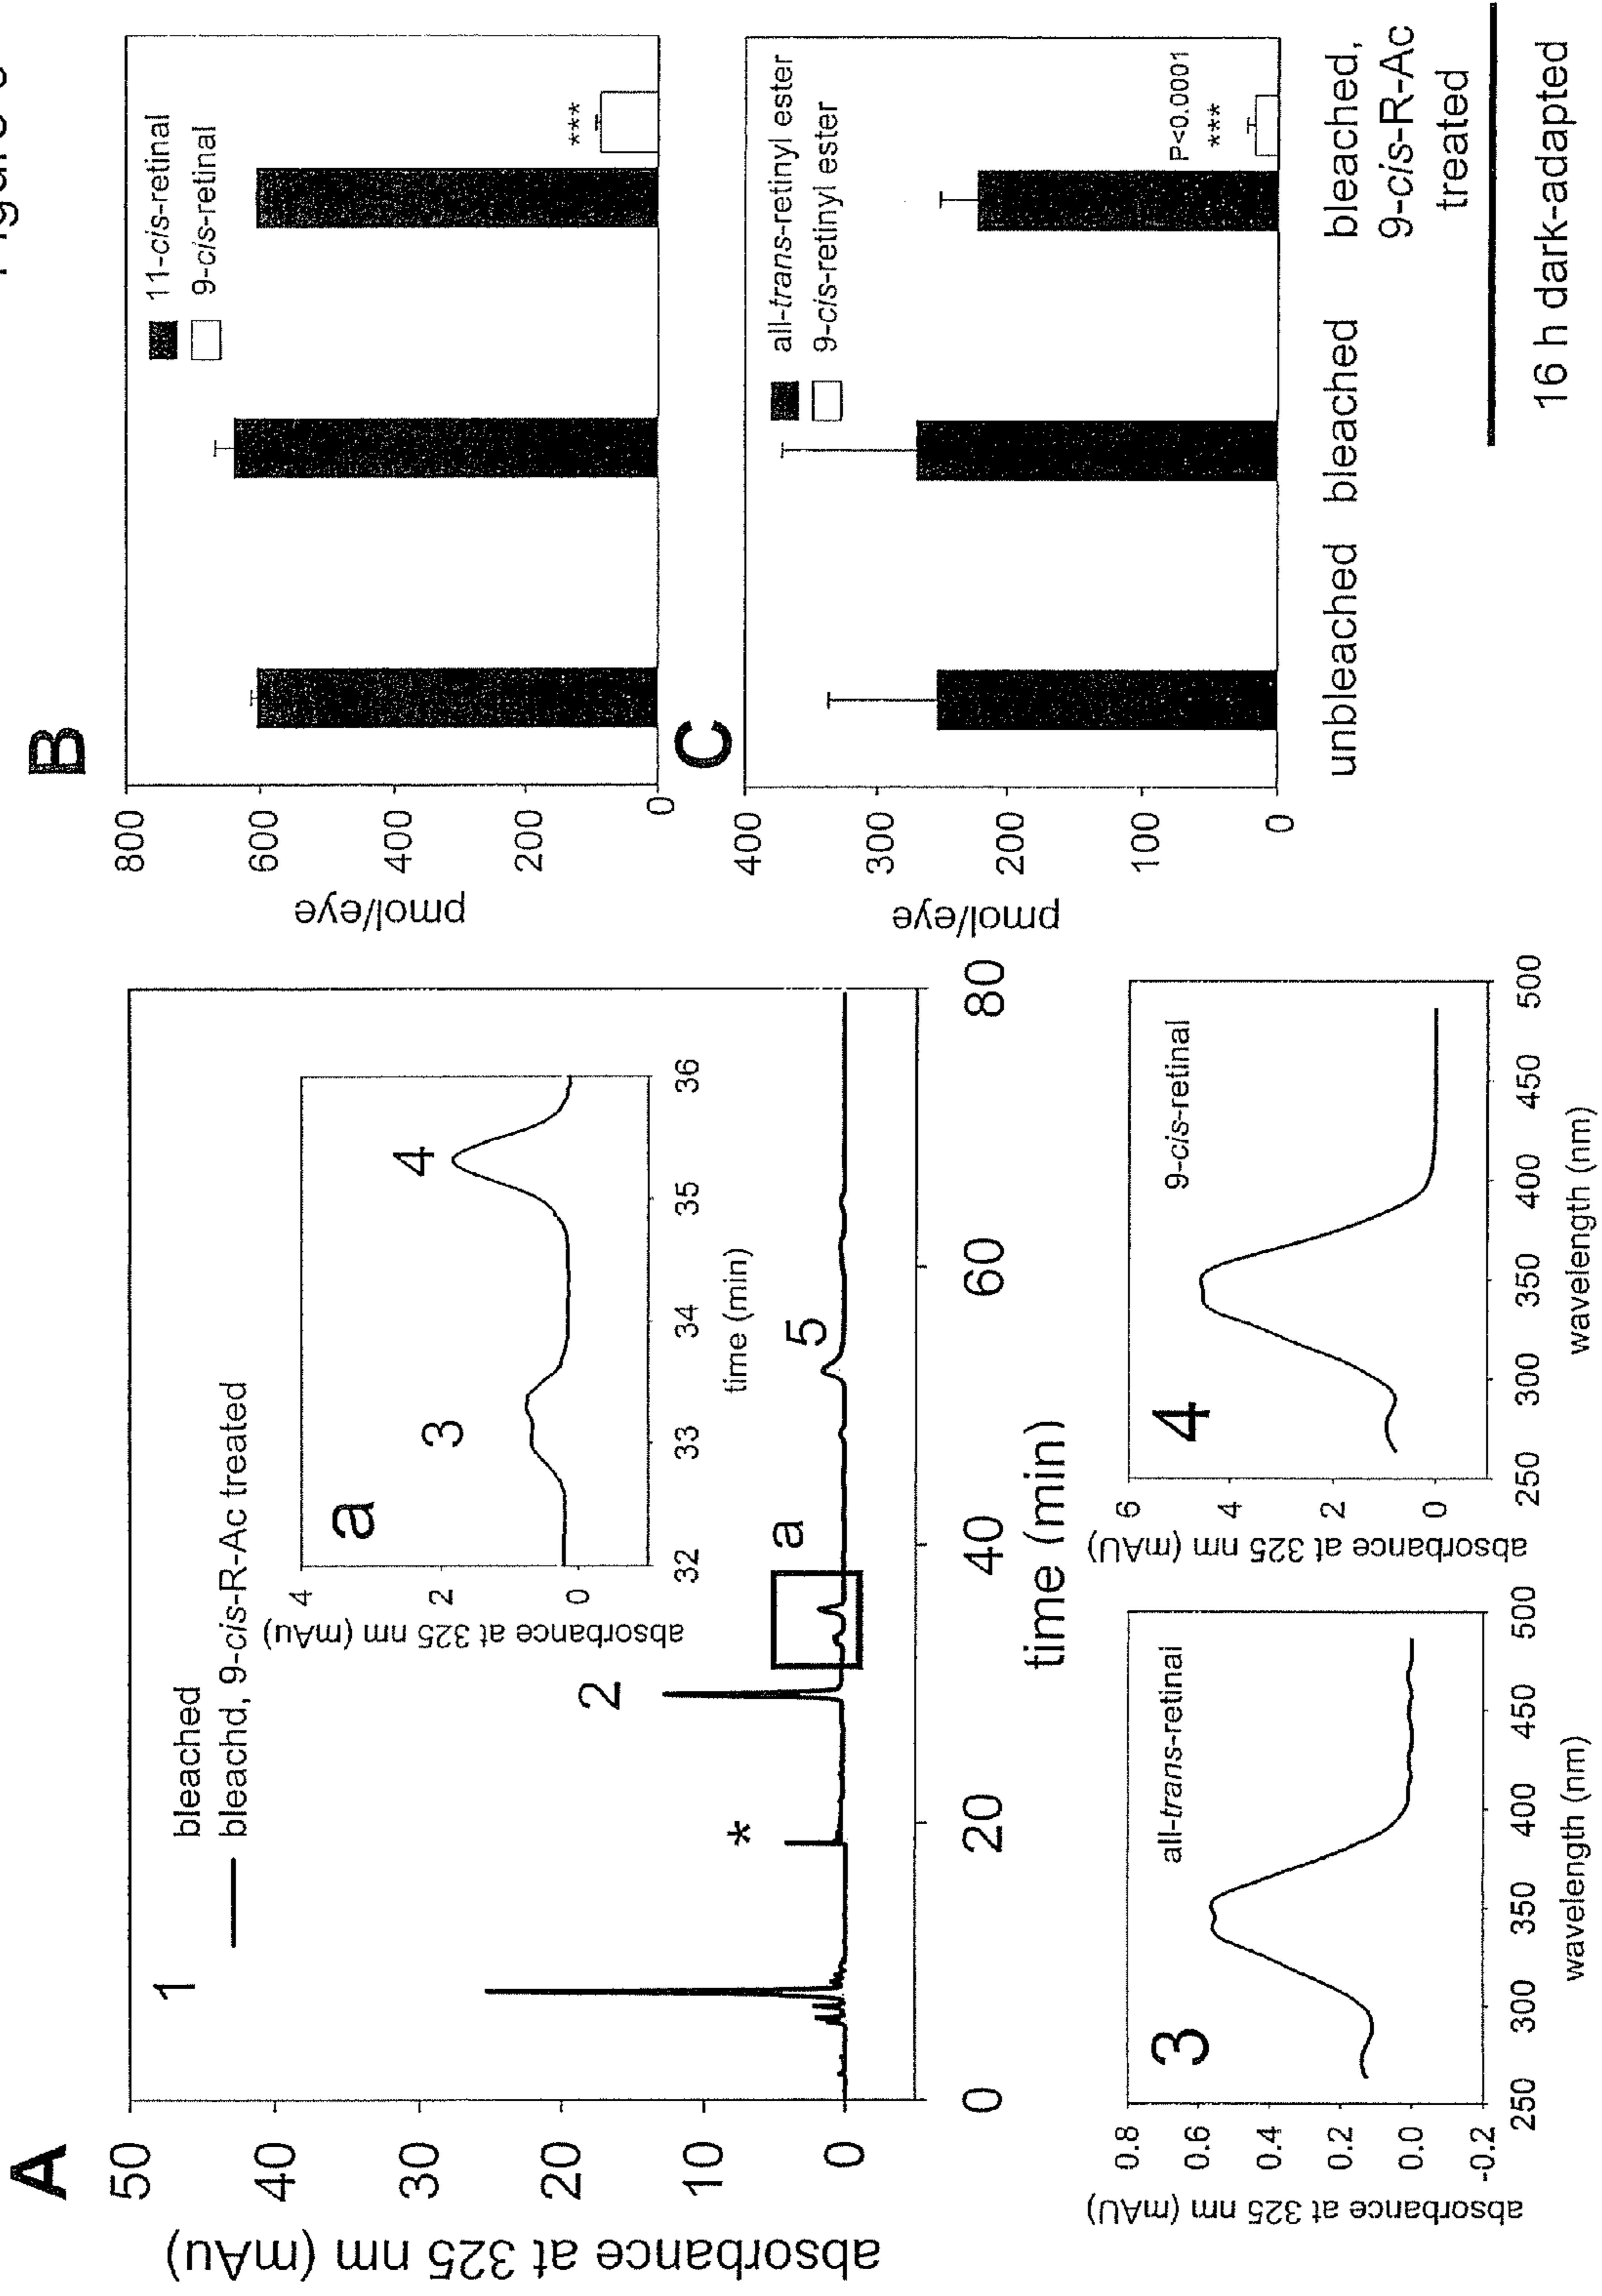 A
50
40
30
20
10
0
absorbance at 325 nm (mAu)
1
bleached
bleachd, 9-cis-R-Ac treated
*
2
a
5
0
20
40
60
80
time (min)
a
4
2
0
absorbance at 325 nm (mAu)
3
4
32
33
34
35
36
time (min)
3
all-trans-retinal
0.8
0.6
0.4
0.2
0.0
-0.2
absorbance at 325 nm (mAU)
250
300
350
400
450
500
wavelength (nm)
4
9-cis-retinal
6
4
2
0
absorbance at 325 nm (mAU)
250
300
350
400
450
500
wavelength (nm)
B
800
600
400
200
0
pmol/eye
11-cis-retinal
9-cis-retinal
***
C
400
300
200
100
0
pmol/eye
all-trans-retinyl ester
9-cis-retinyl ester
P<0.0001
***
unbleached
bleached
bleached,
9-cis-R-Ac
treated
16 h dark-adapted